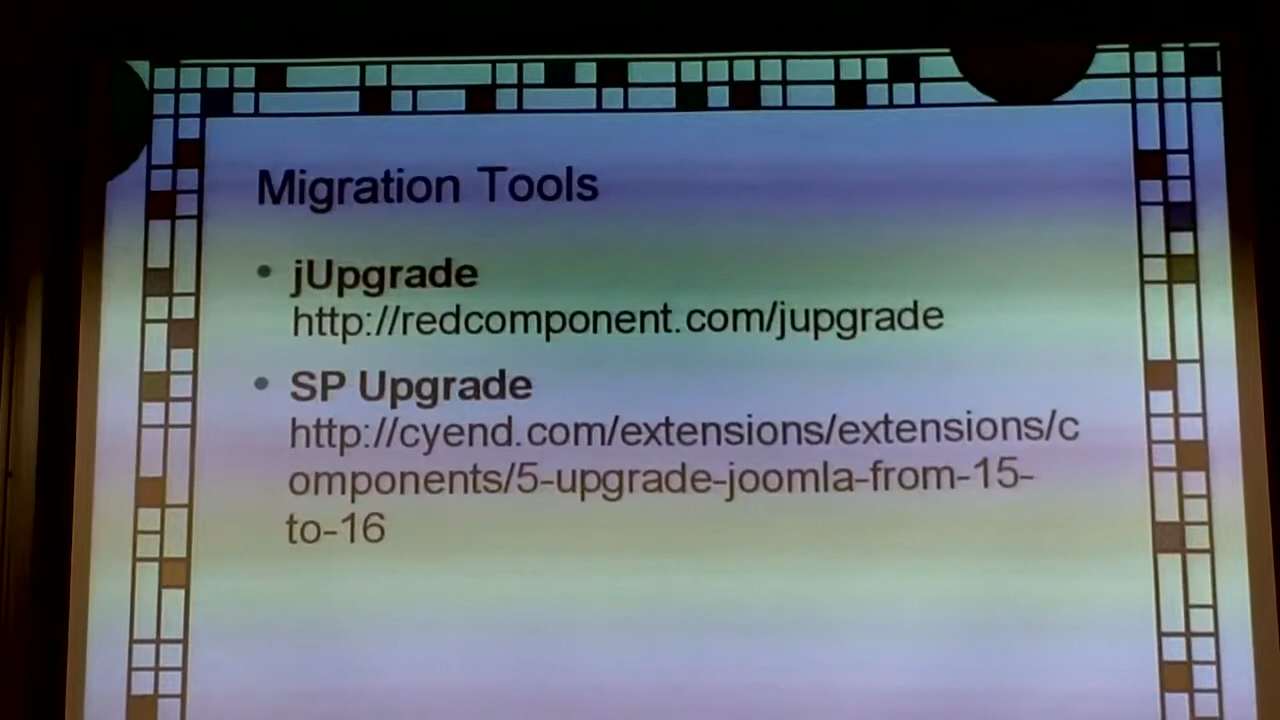 Migration Tools
• jUpgrade
http://redcomponent.com/jupgrade
• SP Upgrade
http://cyend.com/extensions/extensions/c
omponents/5-upgrade-joomla-from-15-
to-16